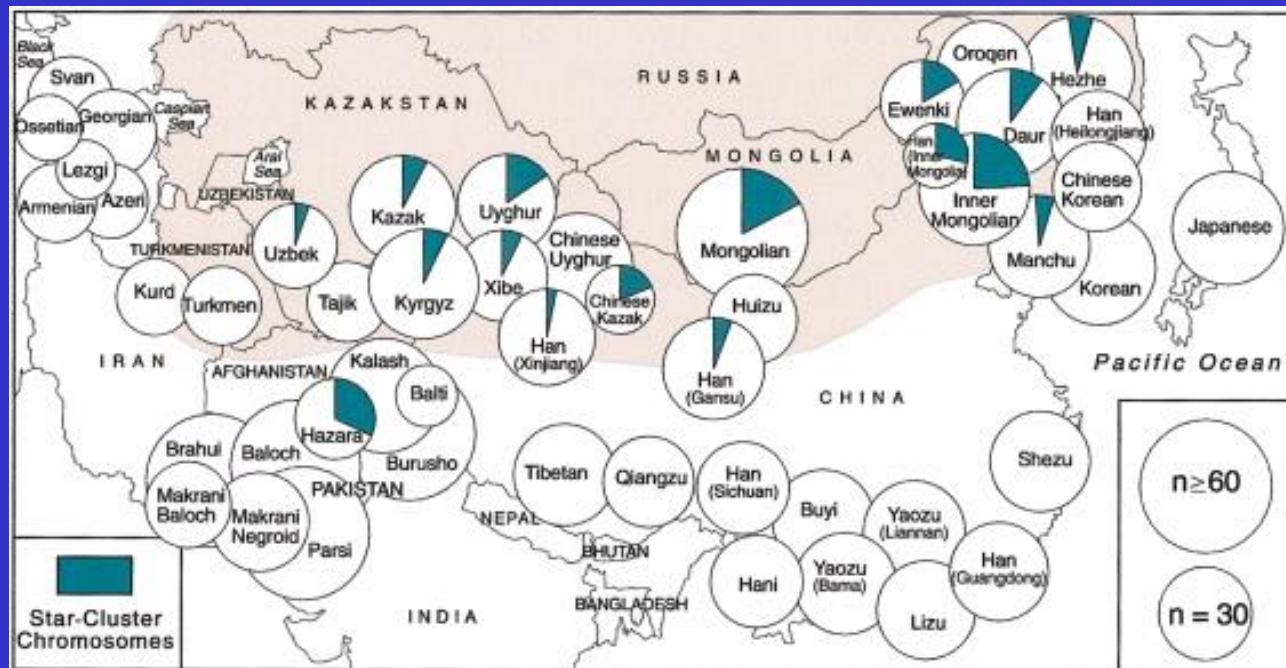 Black
Sea
Svan
Ossetian
Georgian
Caspian
Sea
Lezgi
Armenian
Azeri
KAZAKSTAN
Aral
Sea
UZBEKISTAN
TURKMENISTAN
RUSSIA
MONGOLIA
Oroqen
Hezhe
Ewenki
Daur
Han
(Heilongjiang)
Han
(Inner
Mongolia)
Inner
Mongolian
Chinese
Korean
Manchu
Korean
Japanese
Kazak
Uyghur
Uzbek
Tajik
Kyrgyz
Xibe
Chinese
Uyghur
Chinese
Kazak
Mongolian
Huizu
Han
(Xinjiang)
Han
(Gansu)
Kurd
Turkmen
IRAN
AFGHANISTAN
Kalash
Balti
Hazara
Burusho
Brahui
Baloch
PAKISTAN
Makrani
Baloch
Makrani
Negroid
Parsi
CHINA
Pacific Ocean
Tibetan
Qiangzu
Han
(Sichuan)
Buyi
Yaozu
(Liannan)
Shezu
NEPAL
BHUTAN
BANGLADESH
INDIA
Hani
Yaozu
(Bama)
Lizu
Han
(Guangdong)
Star-Cluster
Chromosomes
n≥60
n = 30